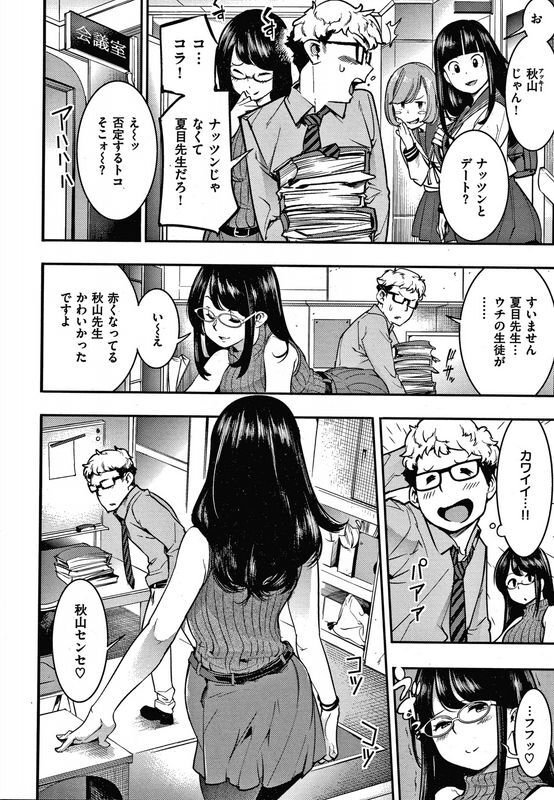 お
秋山
アッキー
じゃん!
ナッツンと
デート?
コ…
コラ!
ナッツンじゃ
なくて
夏目先生だろ!
会議室
え〜ッ
否定するトコ
そこォ〜?
アハハハハ
すいません
夏目先生…
ウチの生徒が
……
い〜え
赤くなってる
秋山先生
かわいかった
ですよ
カワイイ…!!
パアァ
コツ
コツ
秋山センセ♡
…フフッ♡